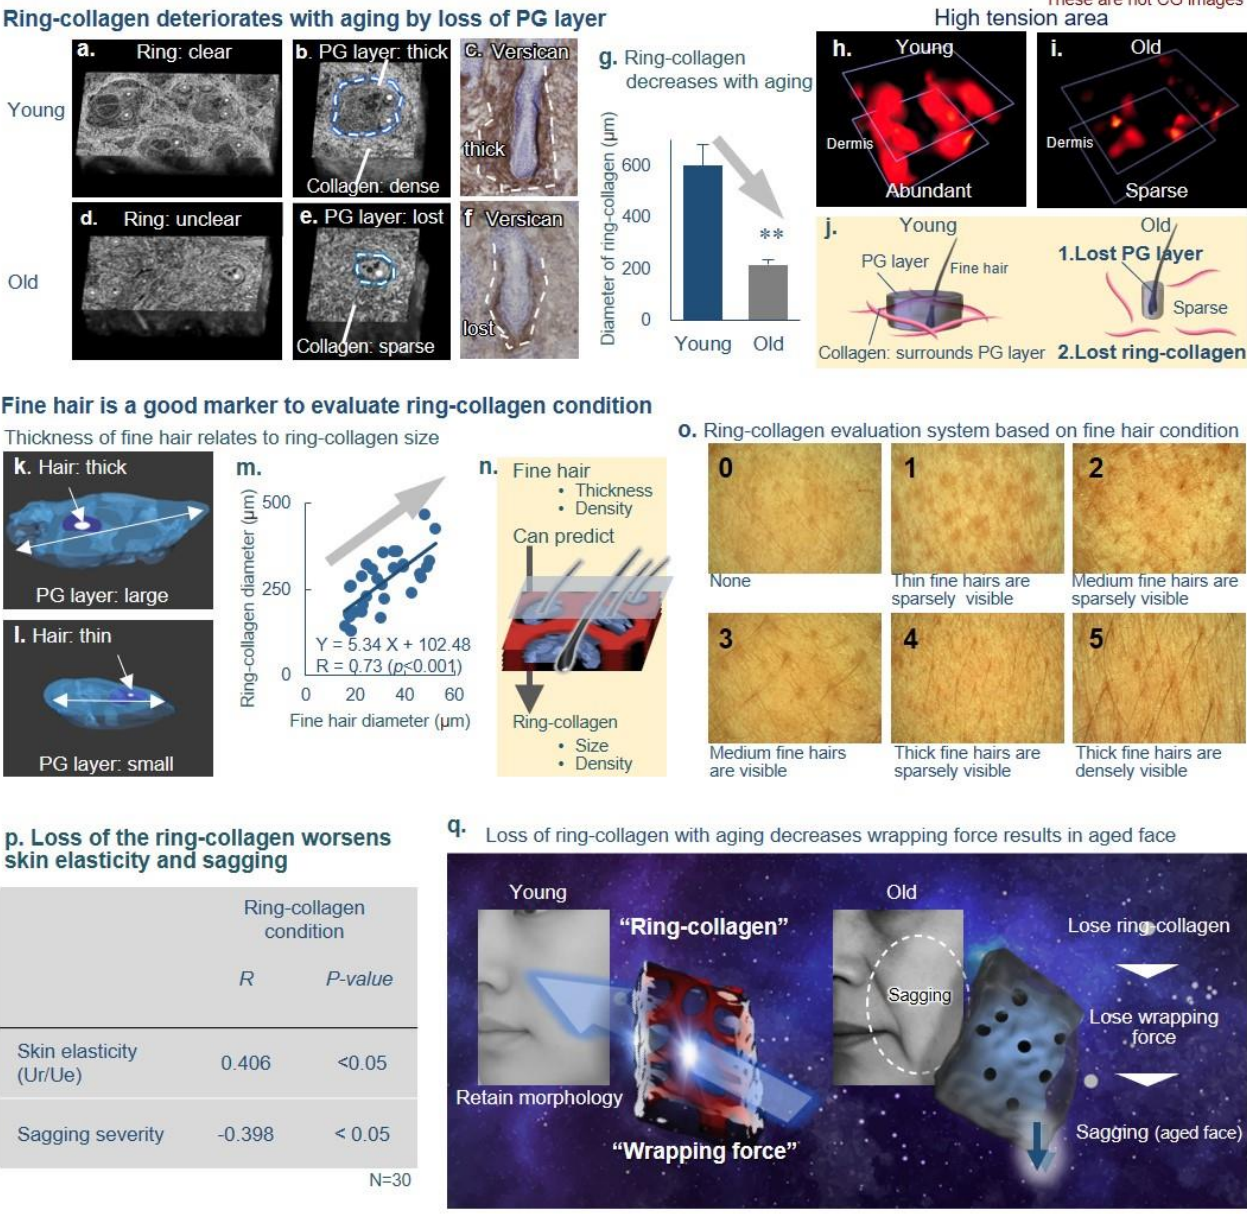 These are not CG images
Ring-collagen deteriorates with aging by loss of PG layer
High tension area
Young
Old
a.
Ring: clear
b. PG layer: thick
Collagen: dense
c. Versican
thick
d.
Ring: unclear
e. PG layer: lost
Collagen: sparse
f Versican
lost
g. Ring-collagen
decreases with aging
Diameter of ring-collagen (μm)
600
400
200
0
**
Young
Old
h.
Young
Dermis
Abundant
i.
Old
Dermis
Sparse
j.
Young
PG layer
Fine hair
Collagen: surrounds PG layer
Old
1.Lost PG layer
Sparse
2.Lost ring-collagen
Fine hair is a good marker to evaluate ring-collagen condition
Thickness of fine hair relates to ring-collagen size
k. Hair: thick
PG layer: large
l. Hair: thin
PG layer: small
m.
Ring-collagen diameter (μm)
500
250
0
Y = 5.34 X + 102.48
R = 0.73 (p<0.001)
0 20 40 60
Fine hair diameter (μm)
n. Fine hair
• Thickness
• Density
Can predict
Ring-collagen
• Size
• Density
o. Ring-collagen evaluation system based on fine hair condition
0
None
1
Thin fine hairs are
sparsely visible
2
Medium fine hairs are
sparsely visible
3
Medium fine hairs
are visible
4
Thick fine hairs are
sparsely visible
5
Thick fine hairs are
densely visible
p. Loss of the ring-collagen worsens
skin elasticity and sagging
Ring-collagen
condition
R P-value
Skin elasticity
(Ur/Ue)
0.406 <0.05
Sagging severity -0.398 < 0.05
N=30
q. Loss of ring-collagen with aging decreases wrapping force results in aged face
Young
Retain morphology
“Ring-collagen”
“Wrapping force”
Old
Sagging
Lose ring-collagen
Lose wrapping
force
Sagging (aged face)